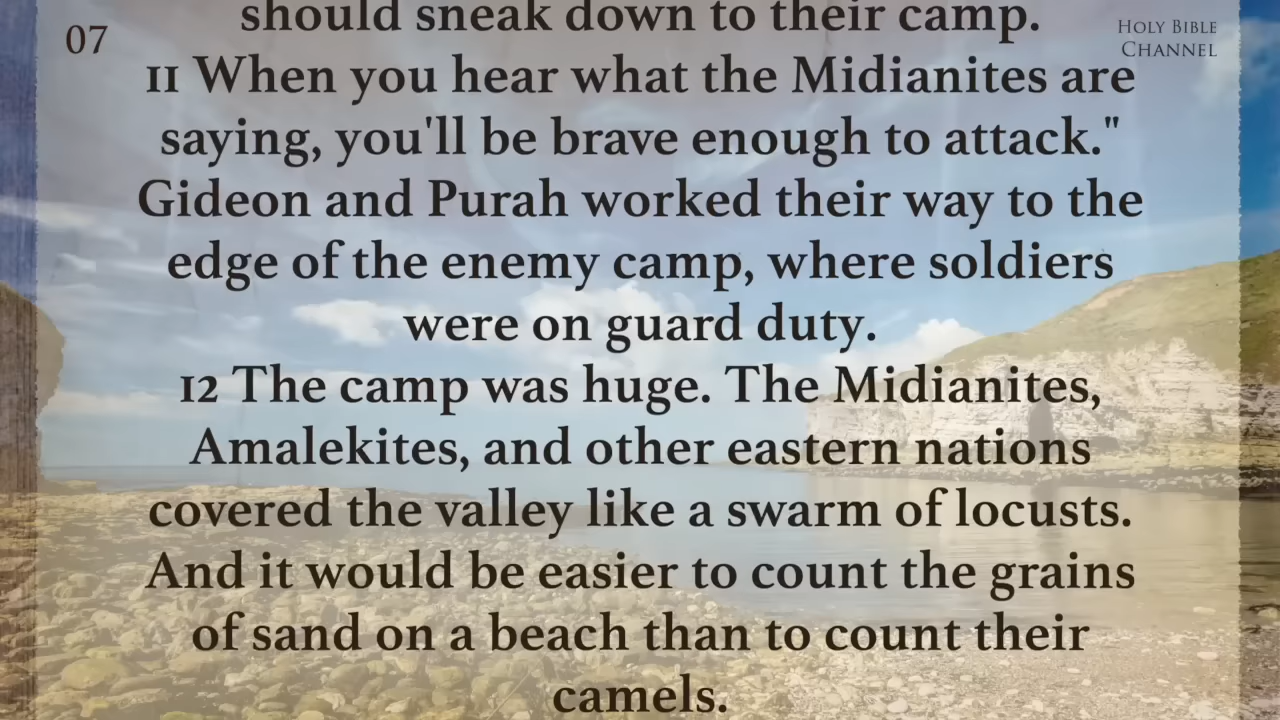 should sneak down to their camp.
07
HOLY BIBLE
CHANNEL
11 When you hear what the Midianites are
saying, you'll be brave enough to attack."
Gideon and Purah worked their way to the
edge of the enemy camp, where soldiers
were on guard duty.
12 The camp was huge. The Midianites,
Amalekites, and other eastern nations
covered the valley like a swarm of locusts.
And it would be easier to count the grains
of sand on a beach than to count their
camels.